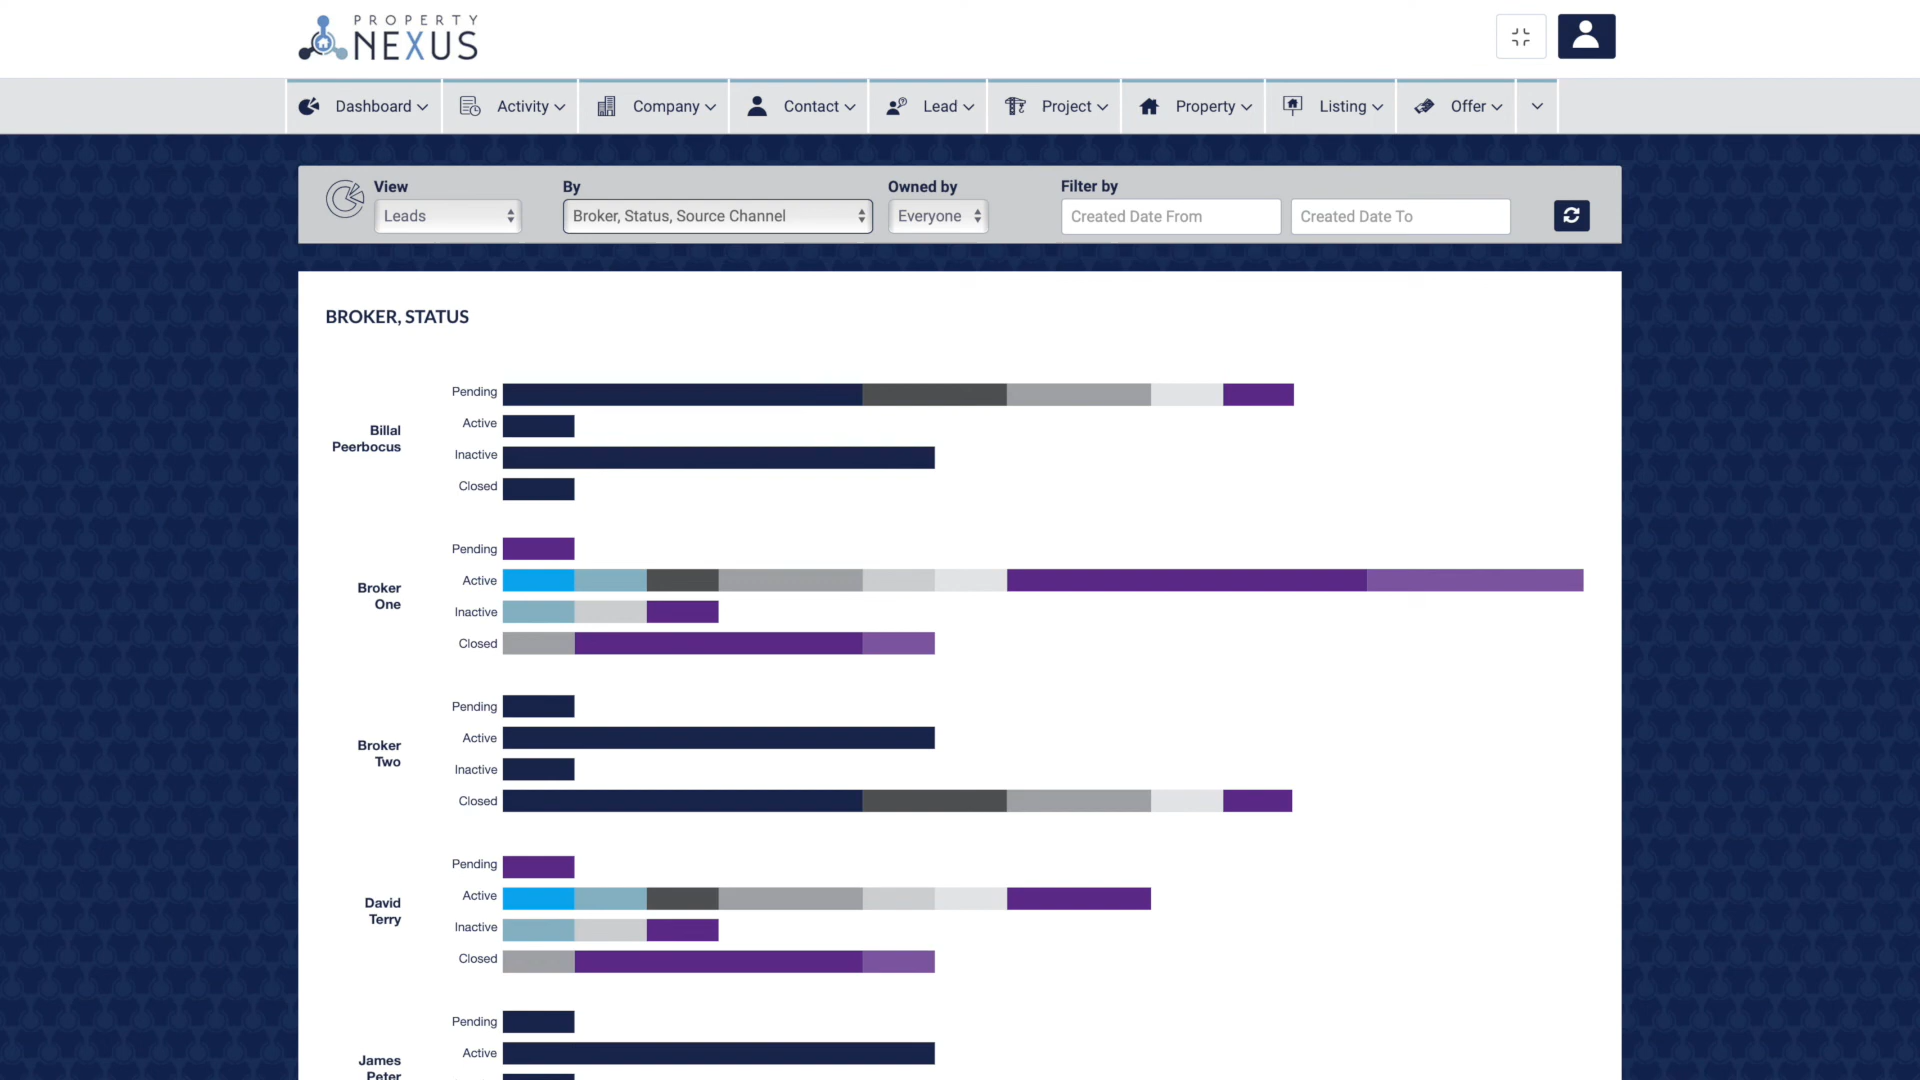 PROPERTY
NEXUS
Dashboard
Activity
Company
Contact
Lead
Project
Property
Listing
Offer
View
By
Owned by
Filter by
Leads
Broker, Status, Source Channel
Everyone
Created Date From
Created Date To
BROKER, STATUS
Billal
Peerbocus
Pending
Active
Inactive
Closed
Broker
One
Pending
Active
Inactive
Closed
Broker
Two
Pending
Active
Inactive
Closed
David
Terry
Pending
Active
Inactive
Closed
James
Peter
Pending
Active